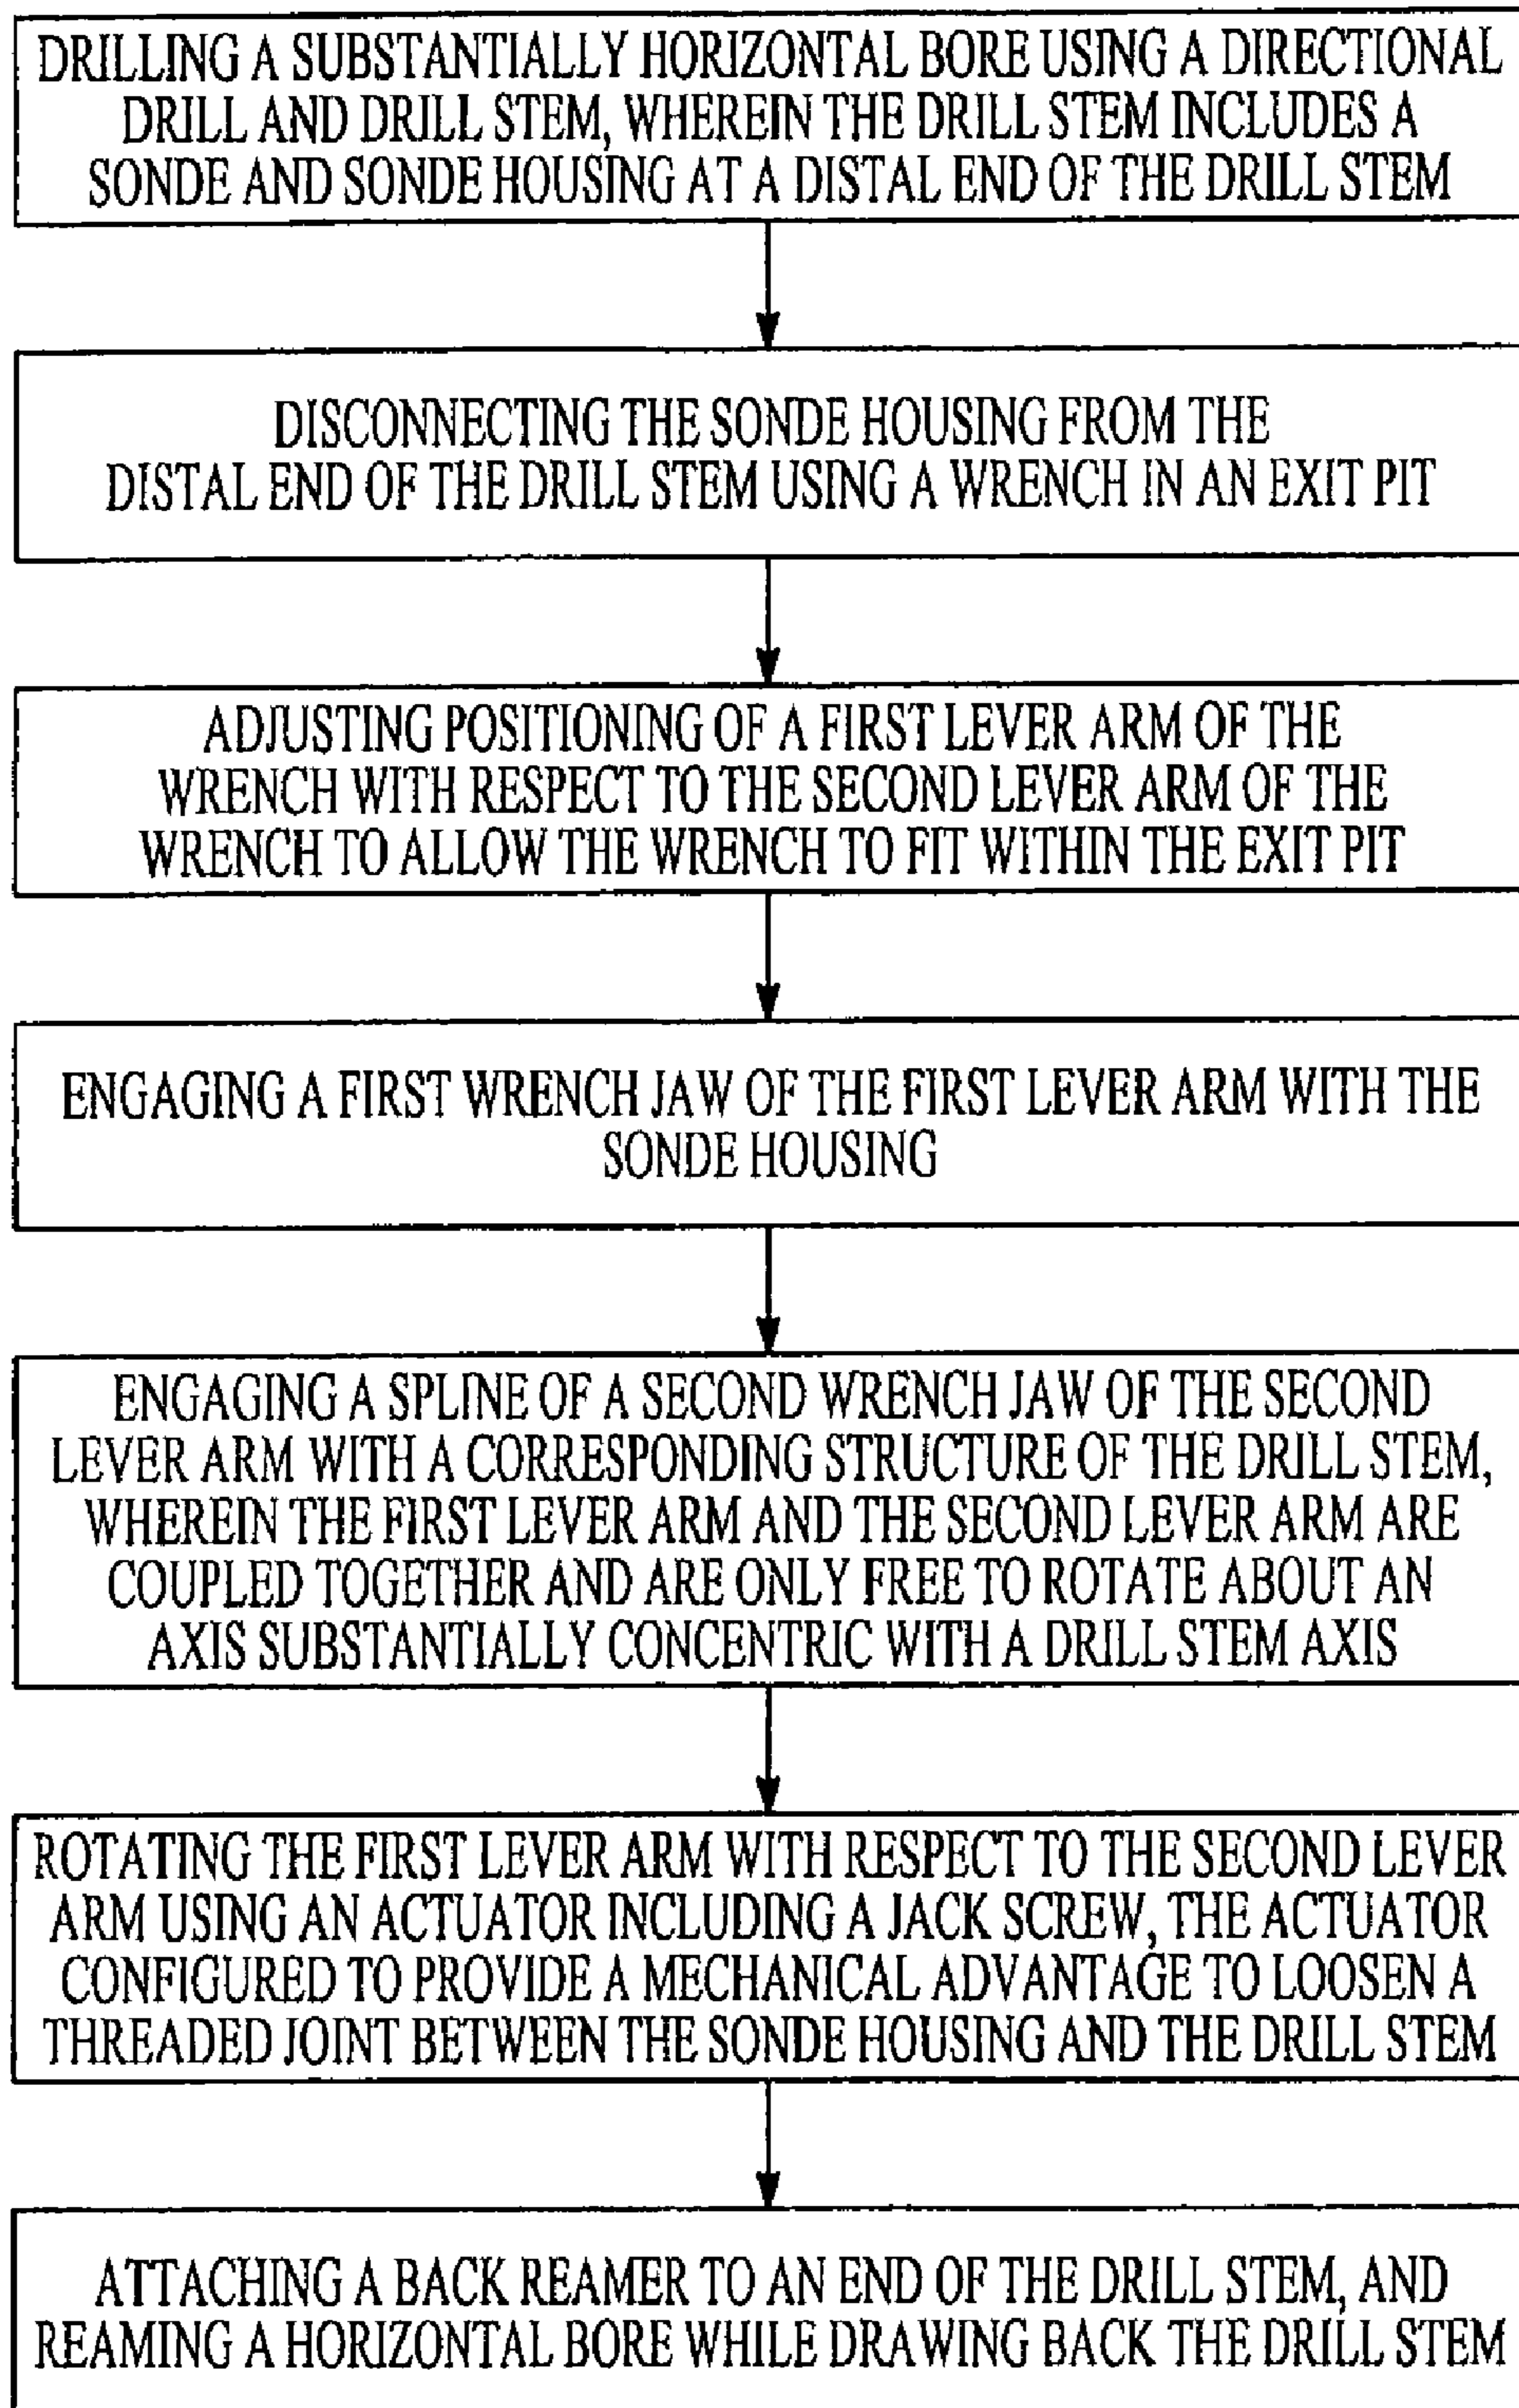 DRILLING A SUBSTANTIALLY HORIZONTAL BORE USING A DIRECTIONAL
DRILL AND DRILL STEM, WHEREIN THE DRILL STEM INCLUDES A
SONDE AND SONDE HOUSING AT A DISTAL END OF THE DRILL STEM
DISCONNECTING THE SONDE HOUSING FROM THE
DISTAL END OF THE DRILL STEM USING A WRENCH IN AN EXIT PIT
ADJUSTING POSITIONING OF A FIRST LEVER ARM OF THE
WRENCH WITH RESPECT TO THE SECOND LEVER ARM OF THE
WRENCH TO ALLOW THE WRENCH TO FIT WITHIN THE EXIT PIT
ENGAGING A FIRST WRENCH JAW OF THE FIRST LEVER ARM WITH THE
SONDE HOUSING
ENGAGING A SPLINE OF A SECOND WRENCH JAW OF THE SECOND
LEVER ARM WITH A CORRESPONDING STRUCTURE OF THE DRILL STEM,
WHEREIN THE FIRST LEVER ARM AND THE SECOND LEVER ARM ARE
COUPLED TOGETHER AND ARE ONLY FREE TO ROTATE ABOUT AN
AXIS SUBSTANTIALLY CONCENTRIC WITH A DRILL STEM AXIS
ROTATING THE FIRST LEVER ARM WITH RESPECT TO THE SECOND LEVER
ARM USING AN ACTUATOR INCLUDING A JACK SCREW, THE ACTUATOR
CONFIGURED TO PROVIDE A MECHANICAL ADVANTAGE TO LOOSEN A
THREADED JOINT BETWEEN THE SONDE HOUSING AND THE DRILL STEM
ATTACHING A BACK REAMER TO AN END OF THE DRILL STEM, AND
REAMING A HORIZONTAL BORE WHILE DRAWING BACK THE DRILL STEM